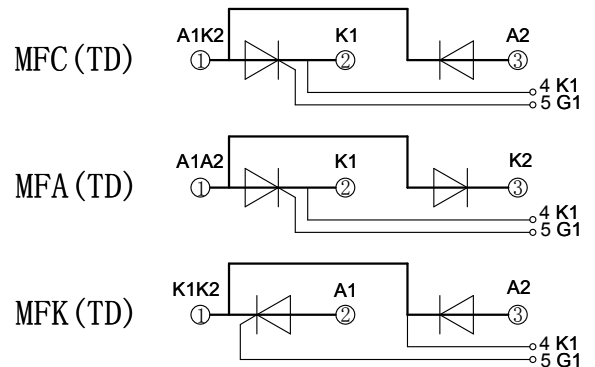 A1K2 K1 A2
MFC(TD) ① ② ③
4 K1
5 G1
A1A2 K1 K2
MFA(TD) ① ② ③
4 K1
5 G1
K1K2 A1 A2
MFK(TD) ① ② ③
4 K1
5 G1